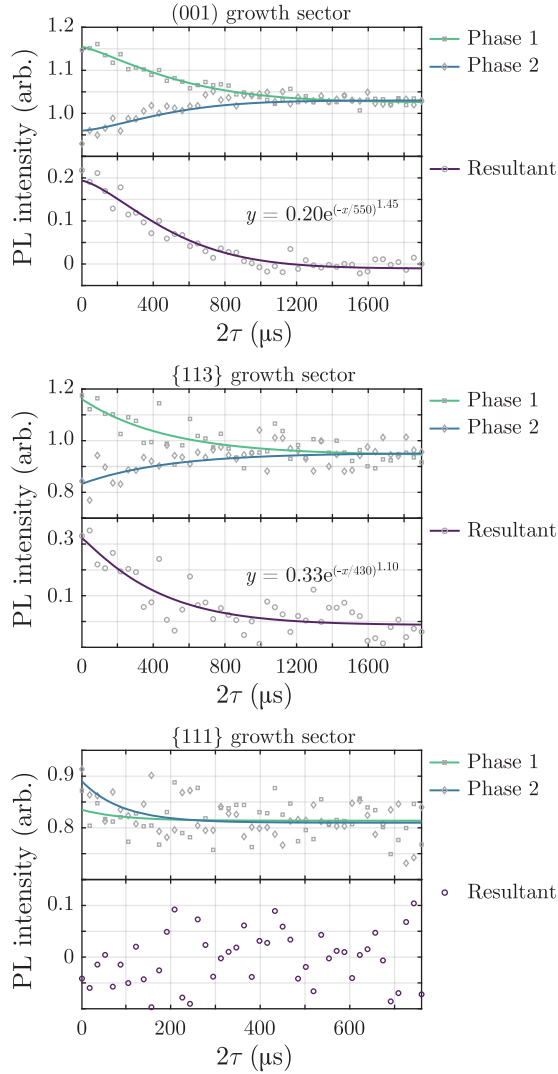 (001) growth sector
PL intensity (arb.)
1.2
1.1
1.0
Phase 1
Phase 2
0.2
0.1
0
Resultant
y = 0.20e^(-x/550)^1.45
0 400 800 1200 1600
2τ (μs)
{113} growth sector
PL intensity (arb.)
1.2
1.0
0.8
Phase 1
Phase 2
0.3
0.1
Resultant
y = 0.33e^(-x/430)^1.10
0 400 800 1200 1600
2τ (μs)
{111} growth sector
PL intensity (arb.)
0.9
0.8
Phase 1
Phase 2
0.1
0
Resultant
0 200 400 600
2τ (μs)